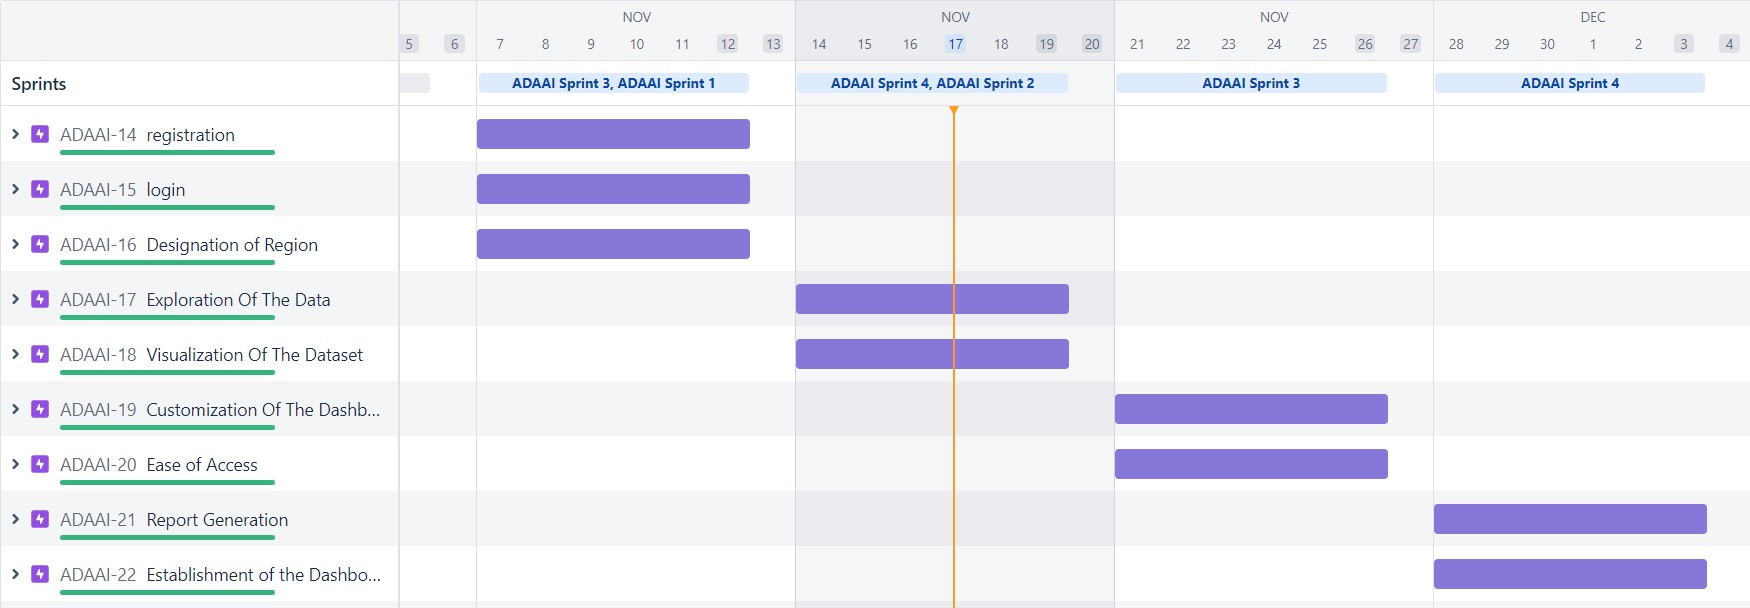 NOV NOV NOV DEC
5 6 7 8 9 10 11 12 13 14 15 16 17 18 19 20 21 22 23 24 25 26 27 28 29 30 1 2 3 4
Sprints ADAAI Sprint 3, ADAAI Sprint 1 ADAAI Sprint 4, ADAAI Sprint 2 ADAAI Sprint 3 ADAAI Sprint 4
ADAAI-14 registration
ADAAI-15 login
ADAAI-16 Designation of Region
ADAAI-17 Exploration Of The Data
ADAAI-18 Visualization Of The Dataset
ADAAI-19 Customization Of The Dashb...
ADAAI-20 Ease of Access
ADAAI-21 Report Generation
ADAAI-22 Establishment of the Dashbo...